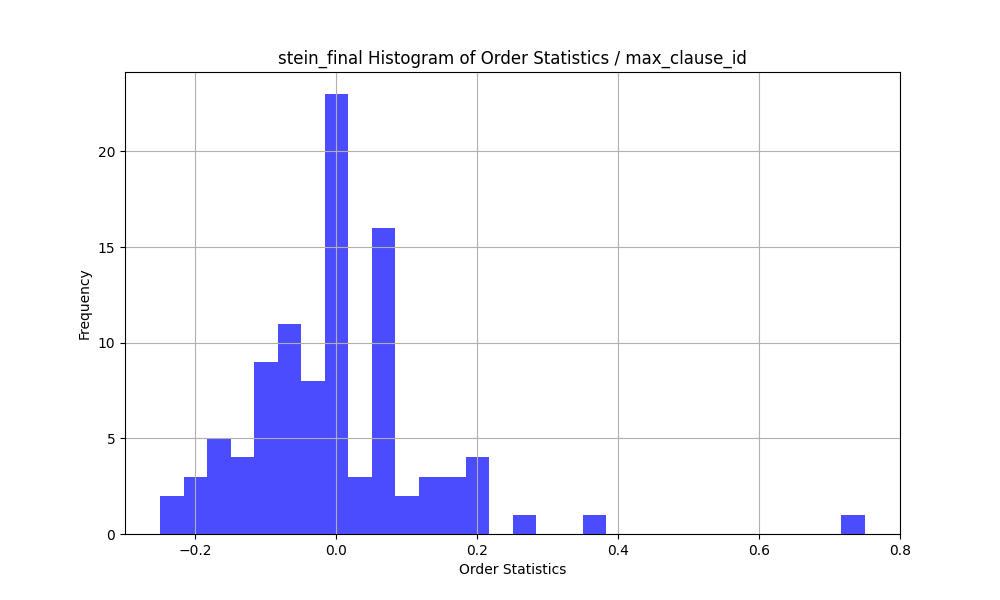 stein_final Histogram of Order Statistics / max_clause_id
Frequency
20
15
10
5
0
−0.2 0.0 0.2 0.4 0.6 0.8
Order Statistics